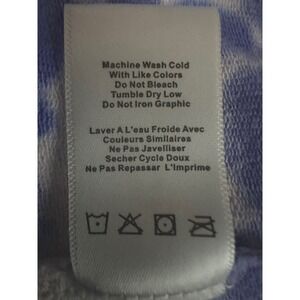 Machine Wash Cold
With Like Colors
Do Not Bleach
Tumble Dry Low
Do Not Iron Graphic
Laver A L'eau Froide Avec
Couleurs Similaires
Ne Pas Javelliser
Secher Cycle Doux
Ne Pas Repassar L'Imprime